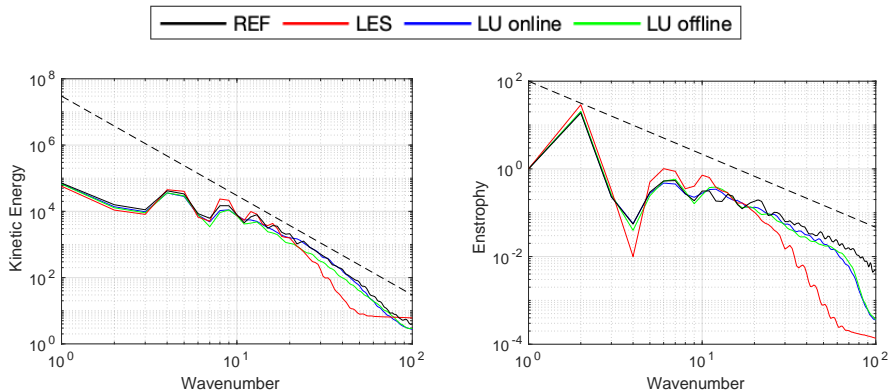 REF LES LU online LU offline
10^8
10^6
10^4
10^2
10^0
Kinetic Energy
10^0 10^1 10^2
Wavenumber
10^2
10^0
10^-2
10^-4
Enstrophy
10^0 10^1 10^2
Wavenumber